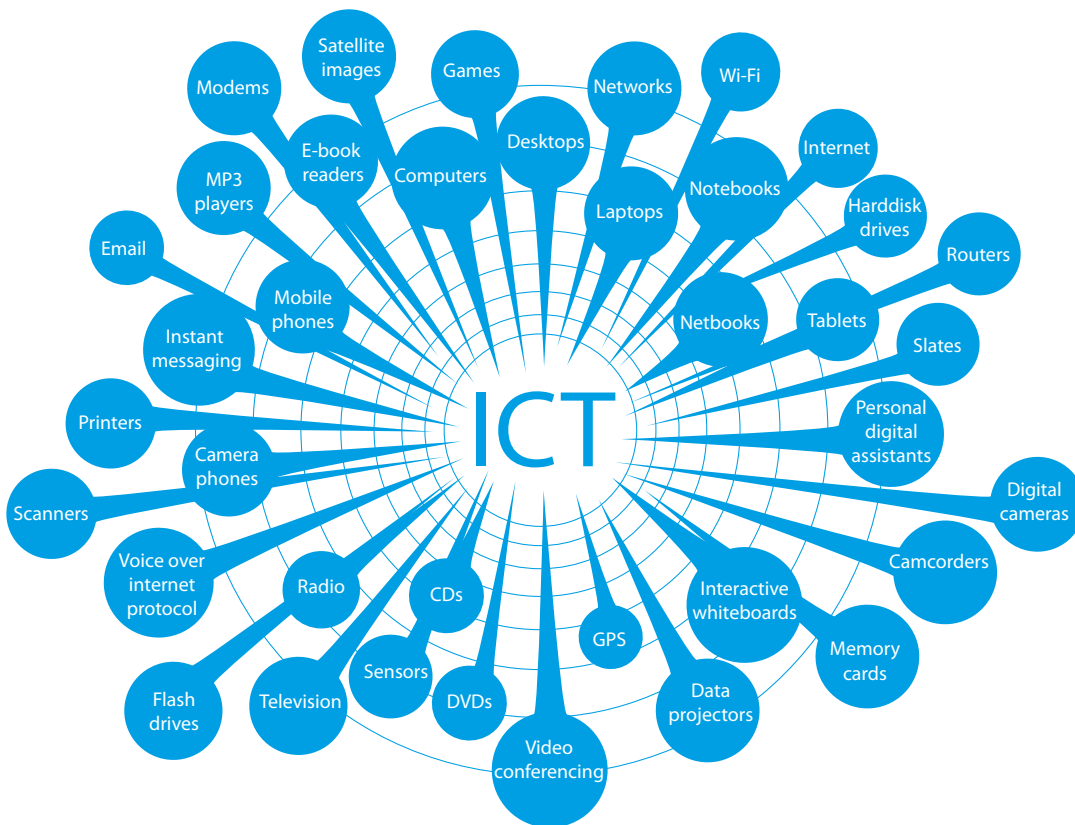 Satellite
images
Games
Wi-Fi
Modems
Networks
Desktops
Internet
E-book
readers
Computers
Notebooks
MP3
players
Laptops
Harddisk
drives
Email
Routers
Mobile
phones
Netbooks
Tablets
Instant
messaging
Slates
ICT
Printers
Personal
digital
assistants
Camera
phones
Scanners
Digital
cameras
Voice over
internet
protocol
Radio
CDs
Interactive
whiteboards
Camcorders
GPS
Memory
cards
Sensors
Flash
drives
Television
DVDs
Data
projectors
Video
conferencing